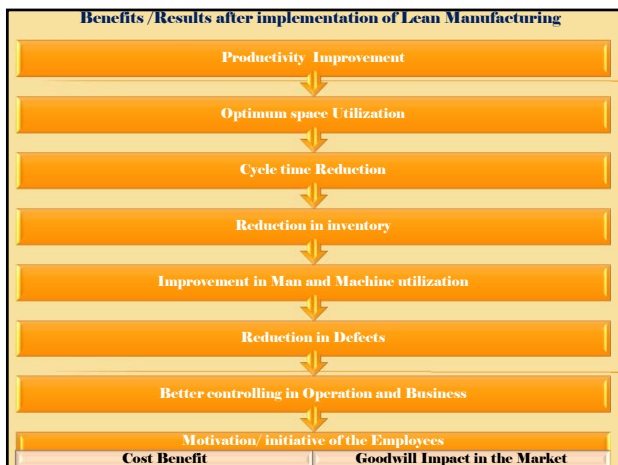 Benefits /Results after implementation of Lean Manufacturing
Productivity Improvement
Optimum space Utilization
Cycle time Reduction
Reduction in inventory
Improvement in Man and Machine utilization
Reduction in Defects
Better controlling in Operation and Business
Motivation/ initiative of the Employees
Cost Benefit
Goodwill Impact in the Market